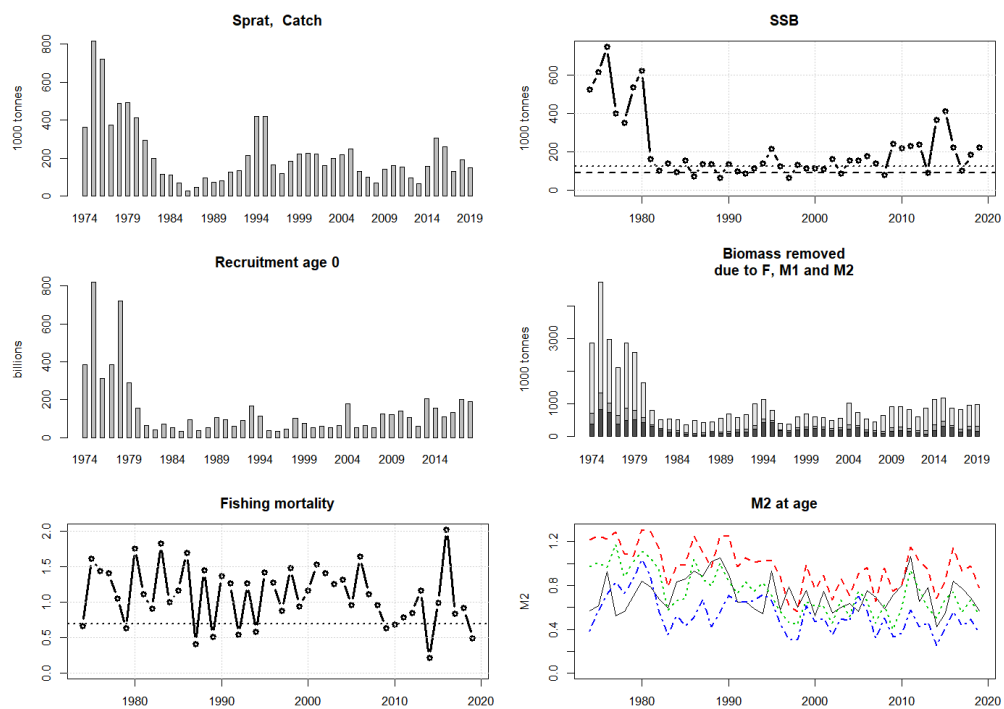 Sprat, Catch
1000 tonnes
0 200 400 600 800
1974 1979 1984 1989 1994 1999 2004 2009 2014 2019
SSB
1000 tonnes
0 200 400 600
1980 1990 2000 2010 2020
Recruitment age 0
billions
0 200 400 600 800
1974 1979 1984 1989 1994 1999 2004 2009 2014
Biomass removed
due to F, M1 and M2
1000 tonnes
0 1000 3000
1974 1979 1984 1989 1994 1999 2004 2009 2014 2019
Fishing mortality
0.0 0.5 1.0 1.5 2.0
1980 1990 2000 2010 2020
M2 at age
M2
0.0 0.4 0.8 1.2
1980 1990 2000 2010 2020